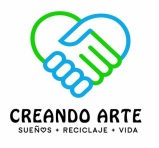 CREANDO ARTE
SUEÑOS + RECICLAJE + VIDA